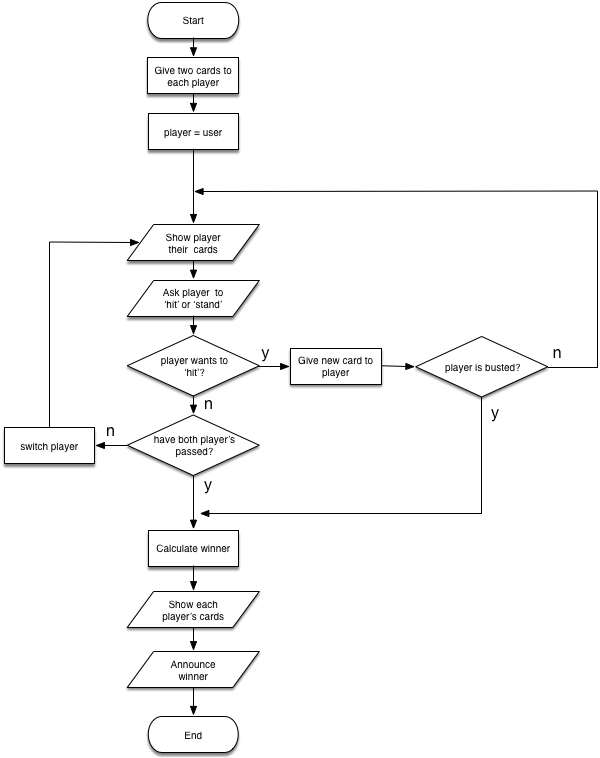 Start
Give two cards to
each player
player = user
Show player
their cards
Ask player to
'hit' or 'stand'
player wants to
'hit'?
y
Give new card to
player
player is busted?
n
y
n
have both player's
passed?
n
switch player
y
Calculate winner
Show each
player's cards
Announce
winner
End